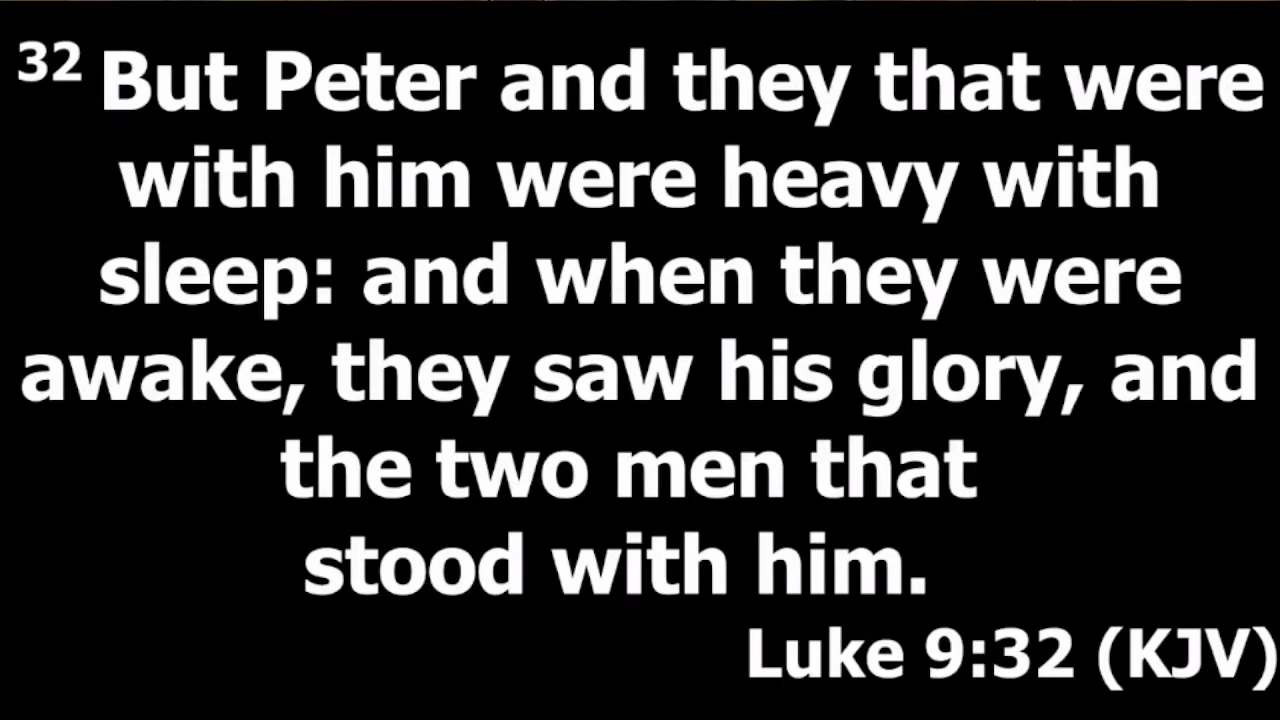 32 But Peter and they that were
with him were heavy with
sleep: and when they were
awake, they saw his glory, and
the two men that
stood with him.
Luke 9:32 (KJV)